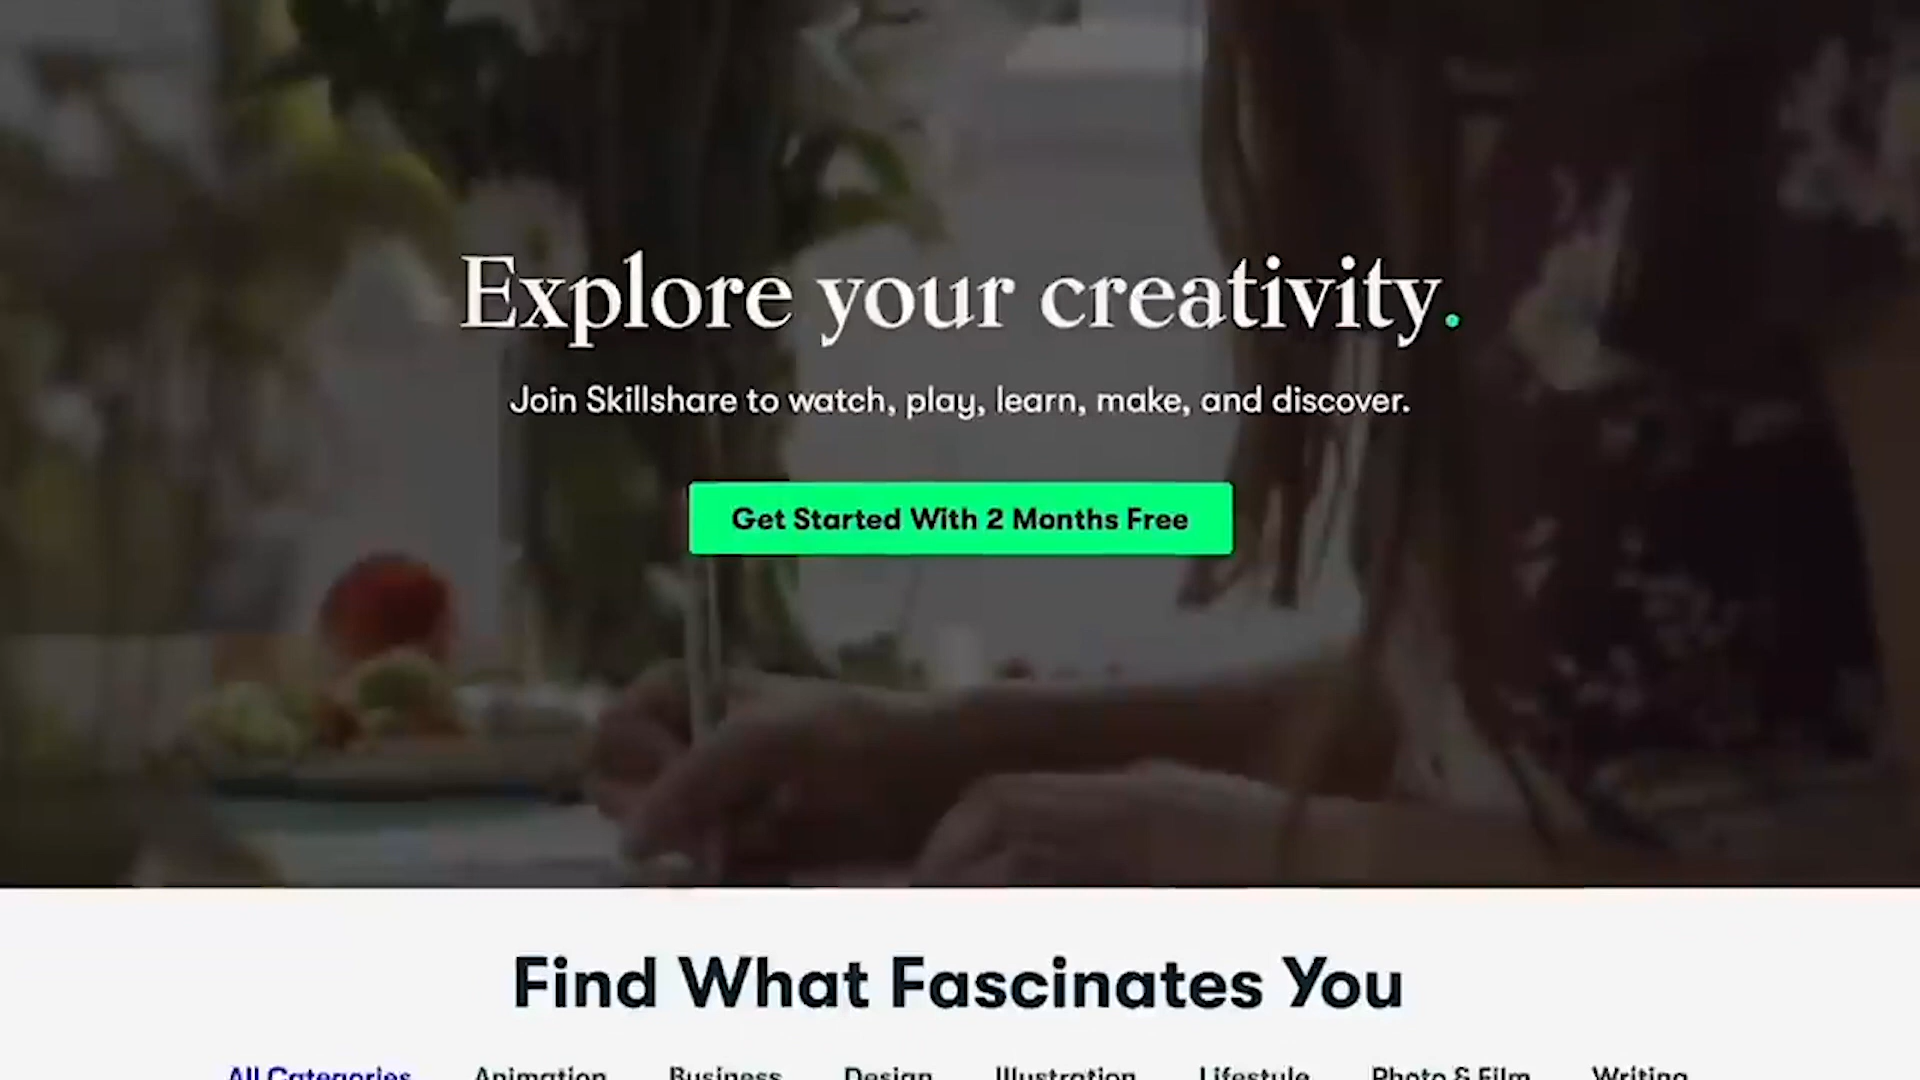 Explore your creativity.
Join Skillshare to watch, play, learn, make, and discover.
Get Started With 2 Months Free
Find What Fascinates You
All Categories Animation Business Design Illustration Lifestyle Photo & Film Writing